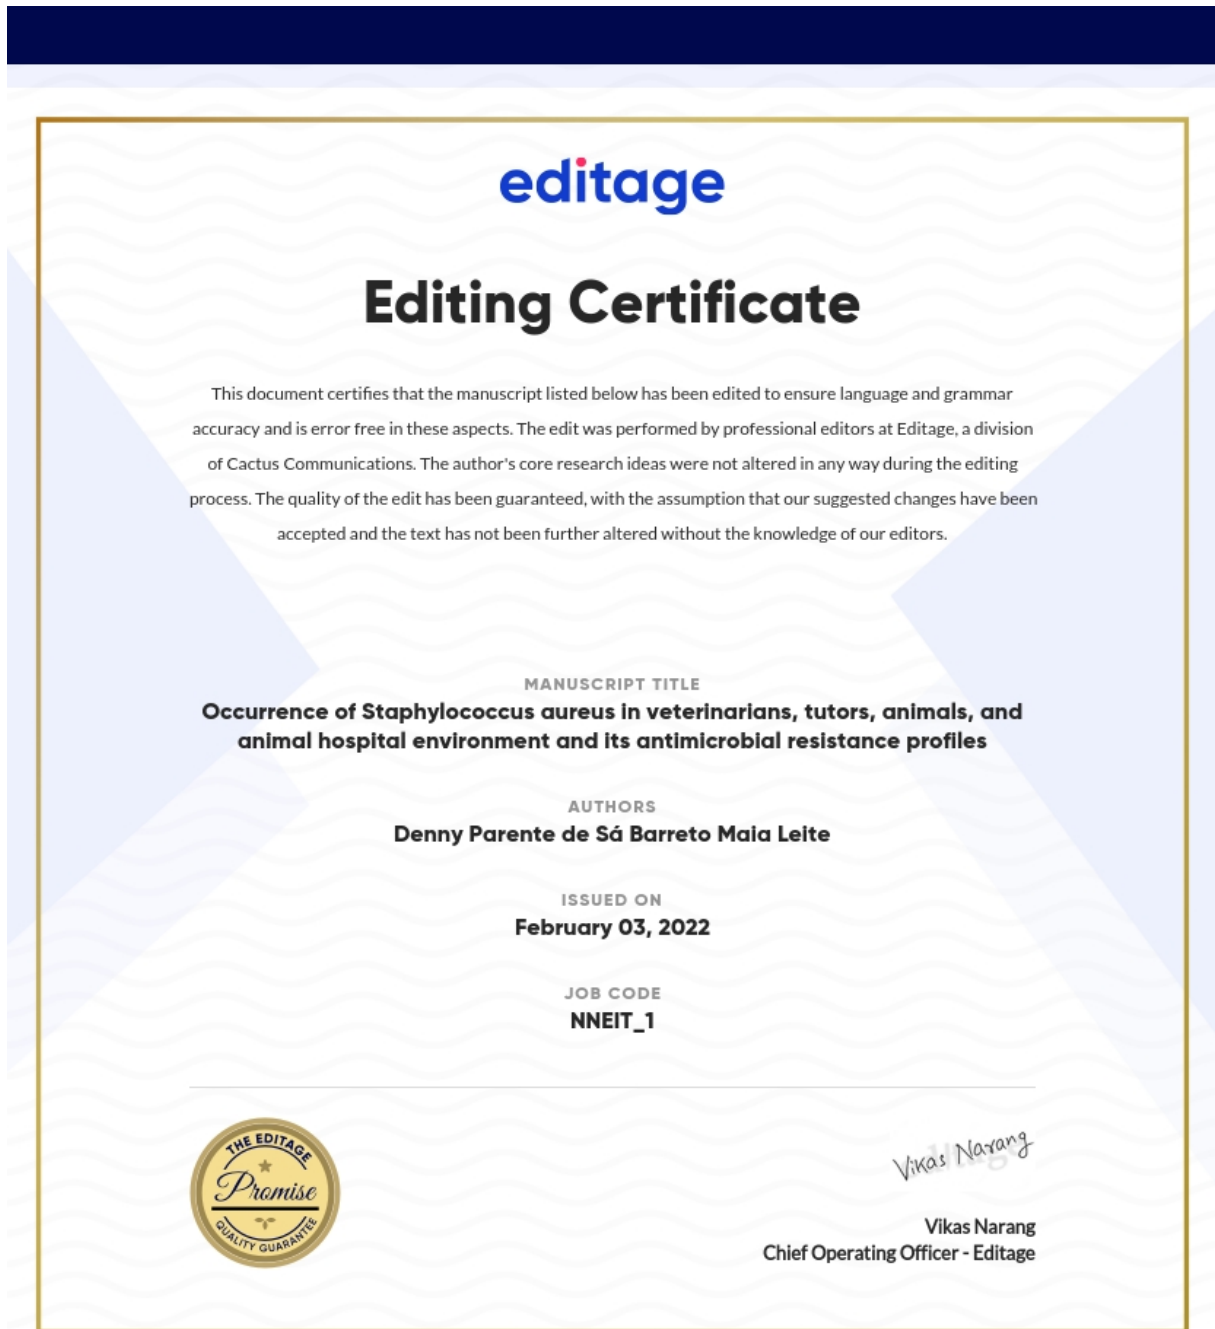 editage
Editing Certificate
This document certifies that the manuscript listed below has been edited to ensure language and grammar
accuracy and is error free in these aspects. The edit was performed by professional editors at Editage, a division
of Cactus Communications. The author's core research ideas were not altered in any way during the editing
process. The quality of the edit has been guaranteed, with the assumption that our suggested changes have been
accepted and the text has not been further altered without the knowledge of our editors.
MANUSCRIPT TITLE
Occurrence of Staphylococcus aureus in veterinarians, tutors, animals, and
animal hospital environment and its antimicrobial resistance profiles
AUTHORS
Denny Parente de Sá Barreto Maia Leite
ISSUED ON
February 03, 2022
JOB CODE
NNEIT_1
THE EDITAGE
Promise
QUALITY GUARANTEE
Vikas Narang
Vikas Narang
Chief Operating Officer - Editage